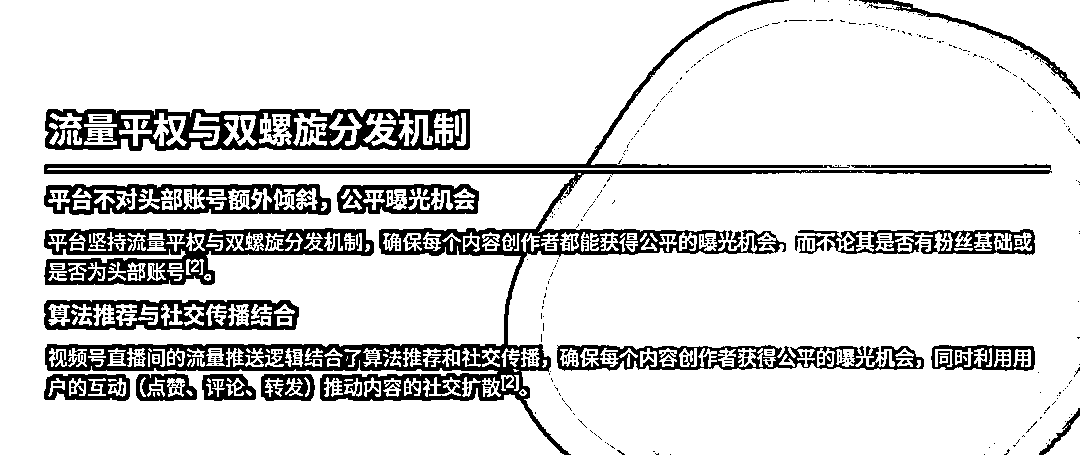 流量平权与双螺旋分发机制
平台不对头部账号额外倾斜，公平曝光机会
平台坚持流量平权与双螺旋分发机制，确保每个内容创作者都能获得公平的曝光机会，而不论其是否有粉丝基础或
是否为头部账号[2]。
算法推荐与社交传播结合
视频号直播间的流量推送逻辑结合了算法推荐和社交传播，确保每个内容创作者获得公平的曝光机会，同时利用用
户的互动（点赞、评论、转发）推动内容的社交扩散[2]。